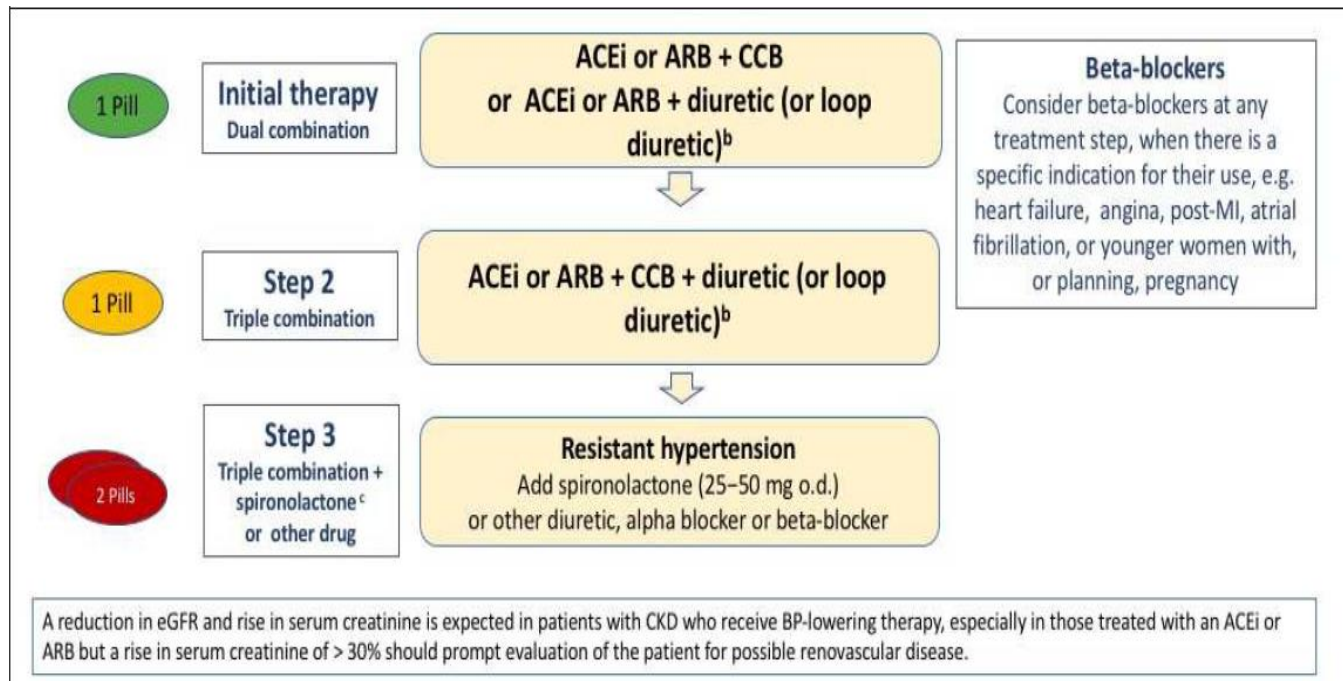 1 Pill
Initial therapy
Dual combination
ACEi or ARB + CCB
or ACEi or ARB + diuretic (or loop
diuretic)b
Beta-blockers
Consider beta-blockers at any
treatment step, when there is a
specific indication for their use, e.g.
heart failure, angina, post-MI, atrial
fibrillation, or younger women with,
or planning, pregnancy
1 Pill
Step 2
Triple combination
ACEi or ARB + CCB + diuretic (or loop
diuretic)b
2 Pills
Step 3
Triple combination +
spironolactone c
or other drug
Resistant hypertension
Add spironolactone (25–50 mg o.d.)
or other diuretic, alpha blocker or beta-blocker
A reduction in eGFR and rise in serum creatinine is expected in patients with CKD who receive BP-lowering therapy, especially in those treated with an ACEi or
ARB but a rise in serum creatinine of > 30% should prompt evaluation of the patient for possible renovascular disease.